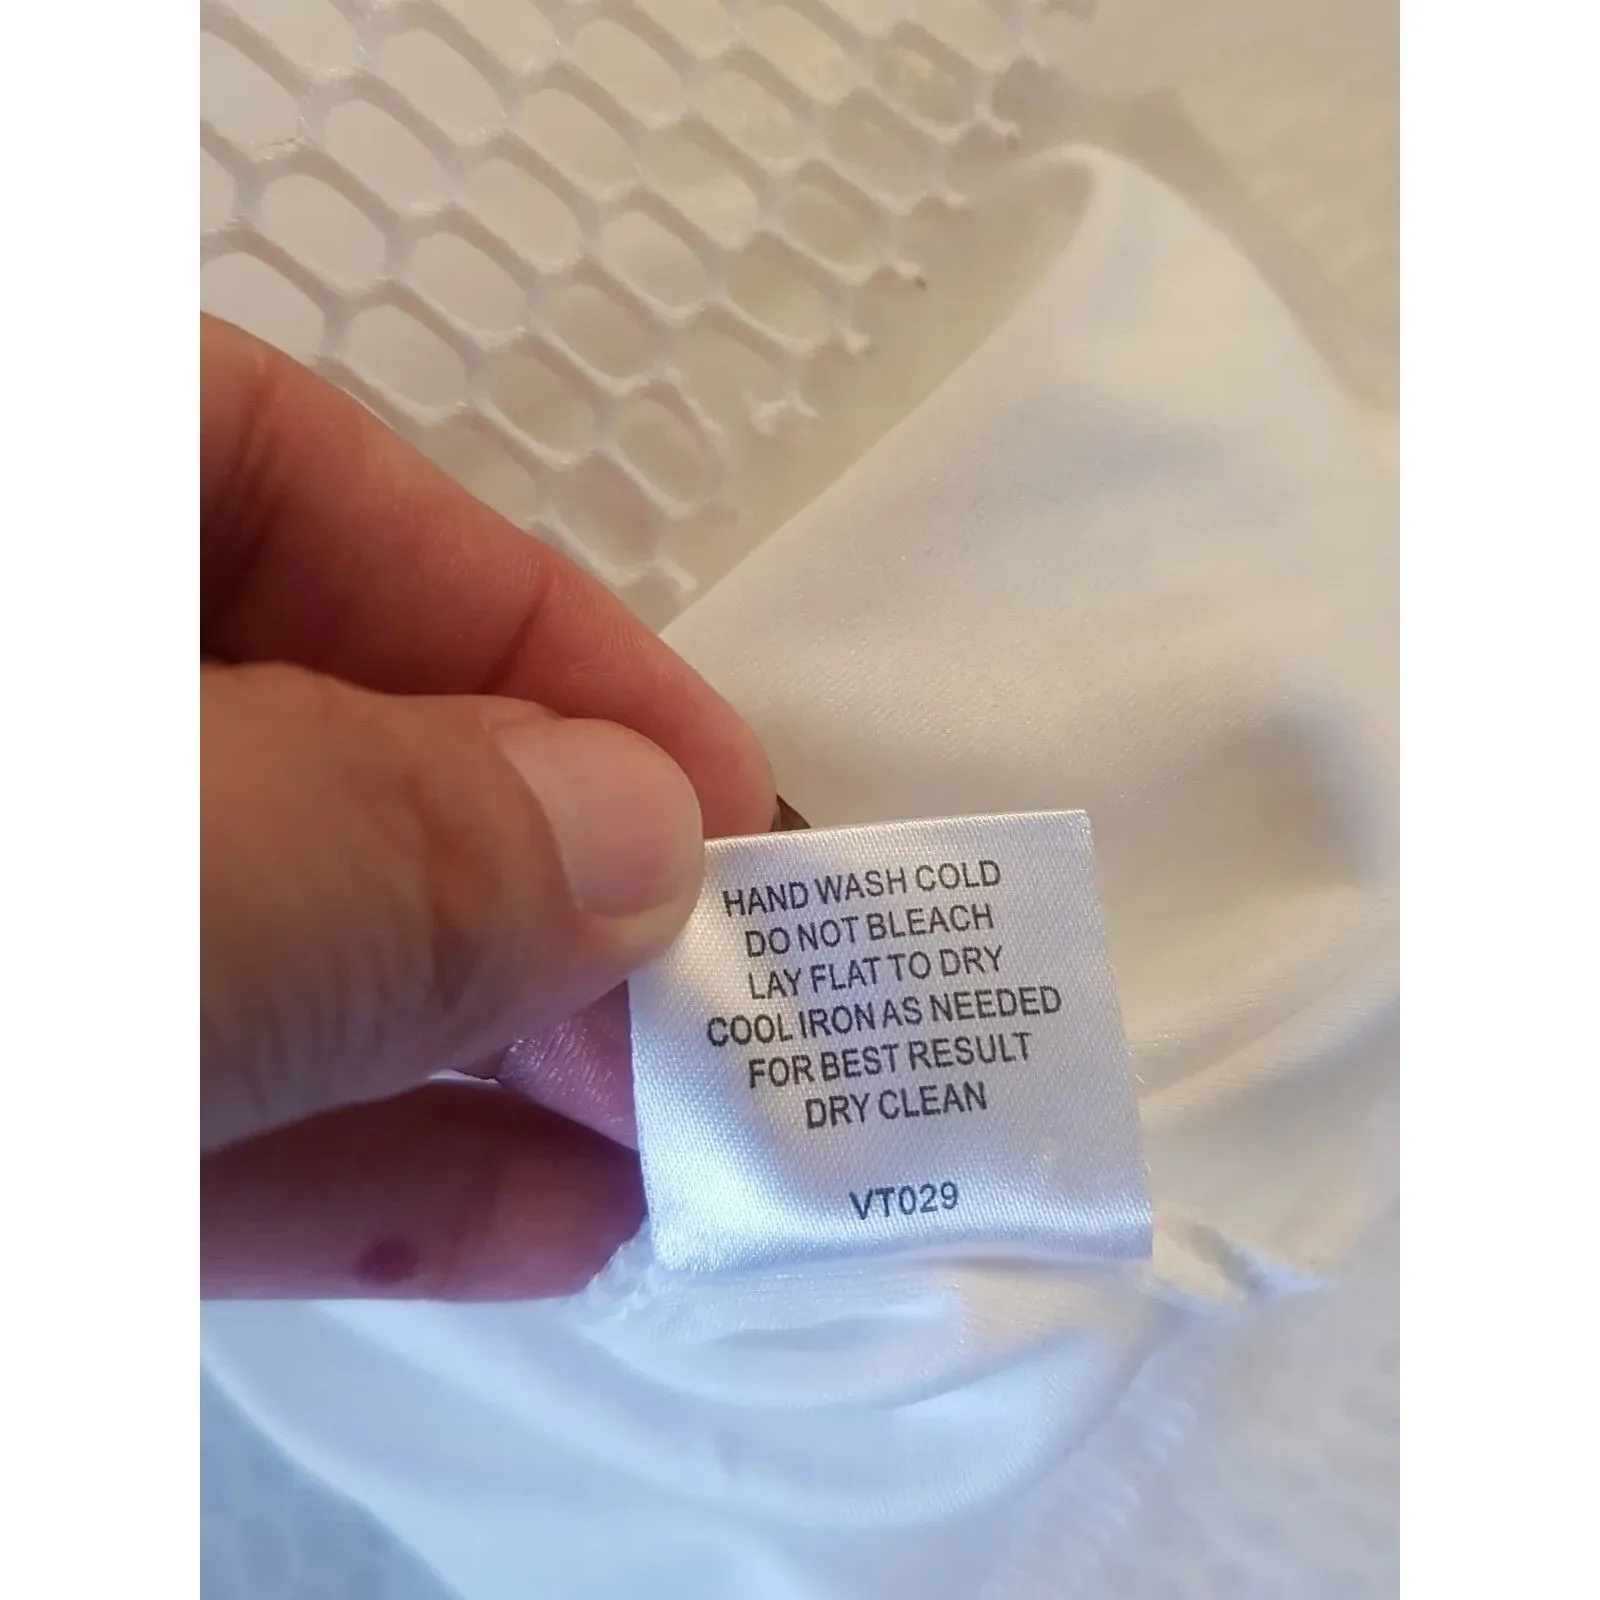 HAND WASH COLD
DO NOT BLEACH
LAY FLAT TO DRY
COOL IRON AS NEEDED
FOR BEST RESULT
DRY CLEAN
VT029